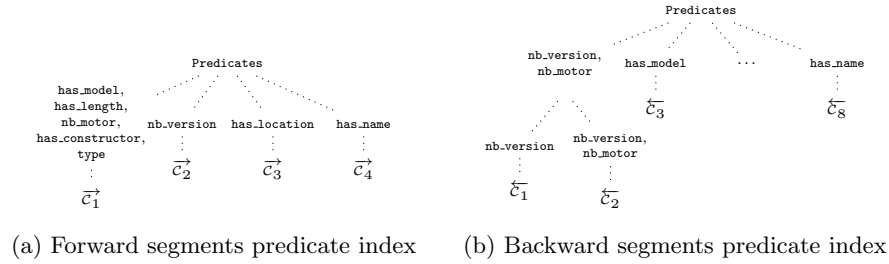 Predicates
has_model,
has_length,
nb_motor,
has_constructor,
type
nb_version
has_location
has_name
C⃗1
C⃗2
C⃗3
C⃗4
(a) Forward segments predicate index
Predicates
nb_version,
nb_motor
has_model
...
has_name
C⃖3
C⃖8
nb_version
nb_version,
nb_motor
C⃖1
C⃖2
(b) Backward segments predicate index